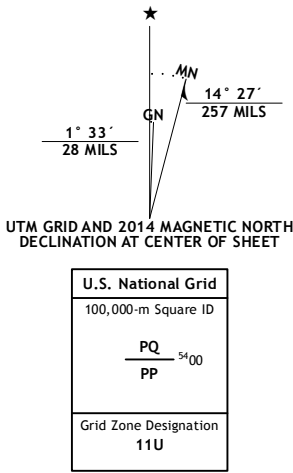 ★
MN
14° 27´
257 MILS
GN
1° 33´
28 MILS
UTM GRID AND 2014 MAGNETIC NORTH
DECLINATION AT CENTER OF SHEET
U.S. National Grid
100,000-m Square ID
PQ
5400
PP
Grid Zone Designation
11U